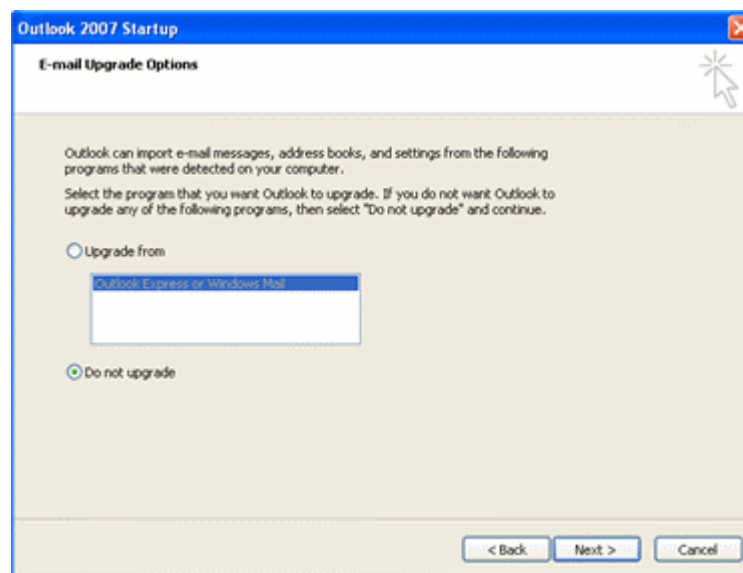 Outlook 2007 Startup
E-mail Upgrade Options
Outlook can import e-mail messages, address books, and settings from the following
programs that were detected on your computer.
Select the program that you want Outlook to upgrade. If you do not want Outlook to
upgrade any of the following programs, then select "Do not upgrade" and continue.
Upgrade from
Outlook Express or Windows Mail
Do not upgrade
< Back Next > Cancel